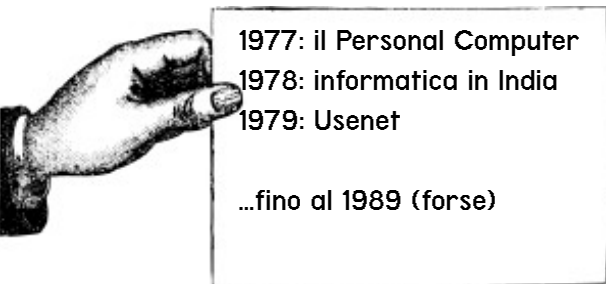 1977: il Personal Computer
1978: informatica in India
1979: Usenet
...fino al 1989 (forse)